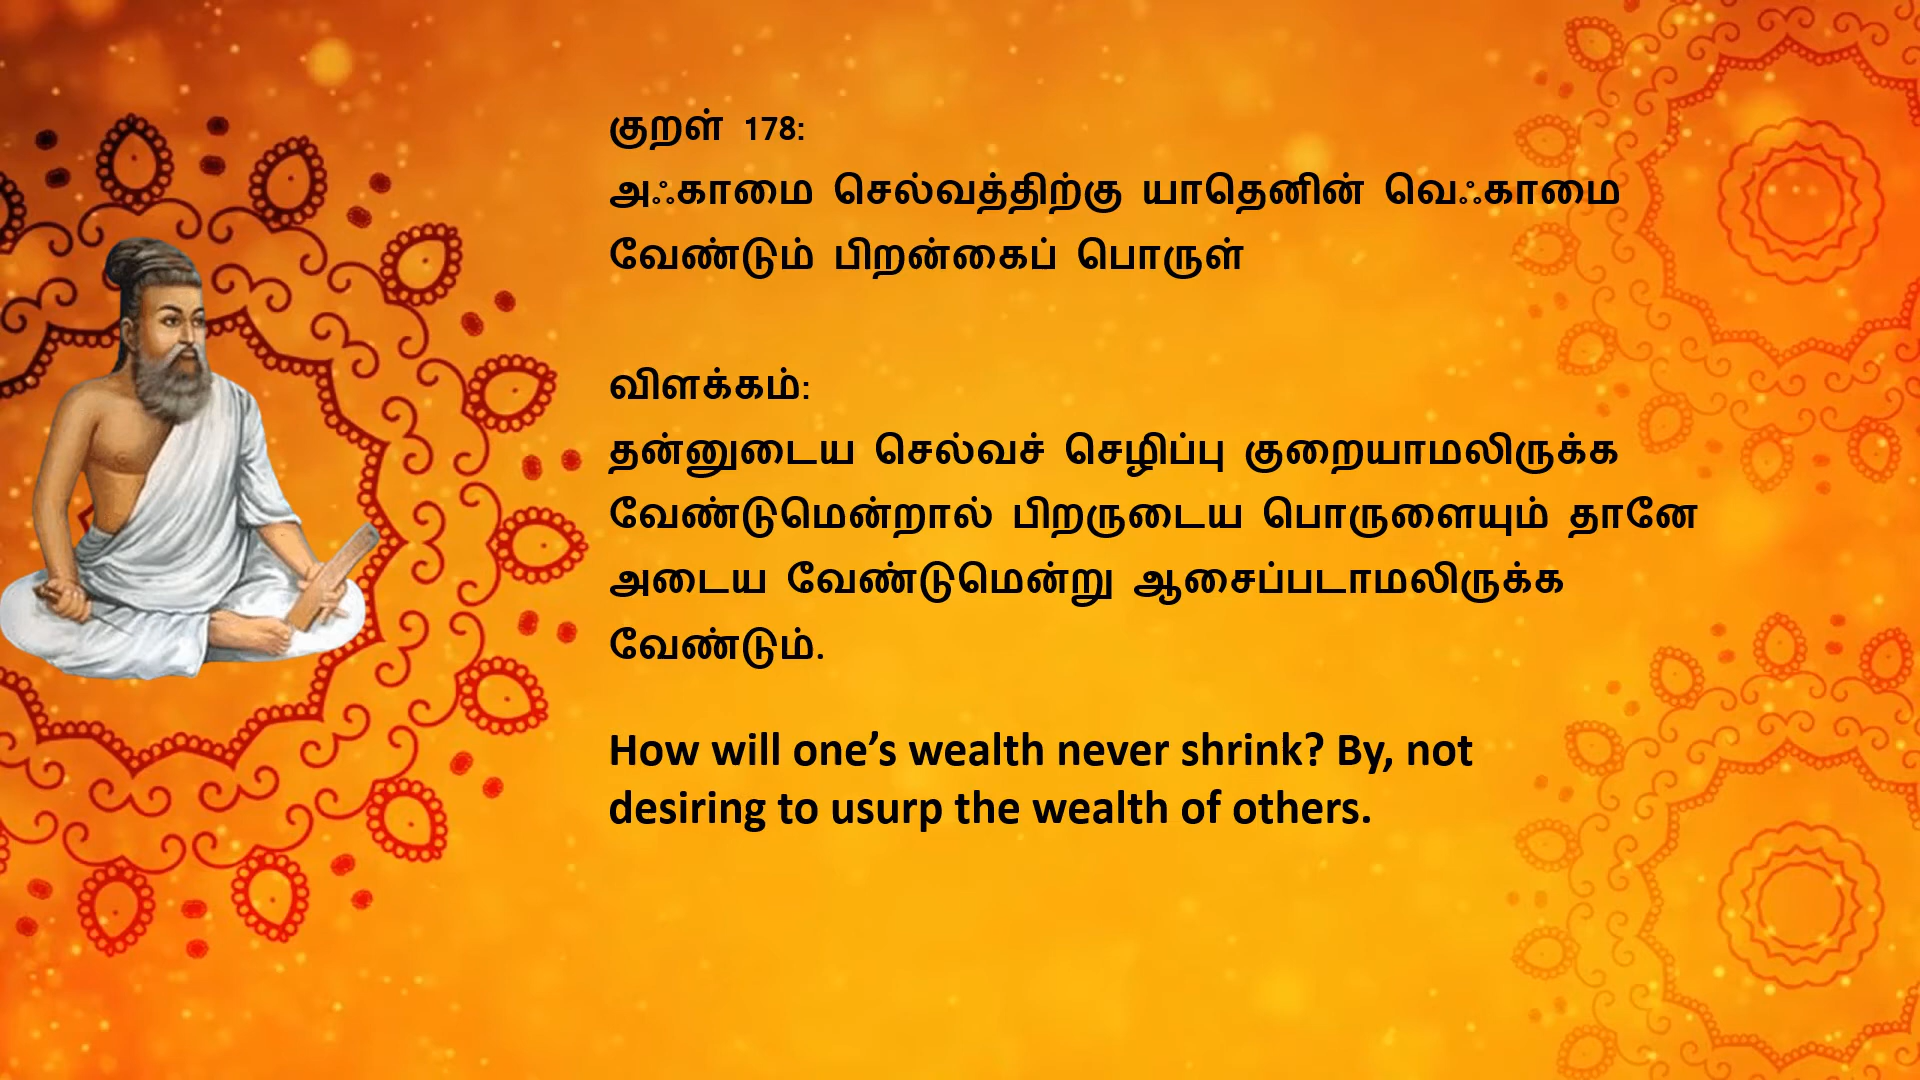 குறள் 178:
அஃகாமை செல்வத்திற்கு யாதெனின் வெஃகாமை
வேண்டும் பிறன்கைப் பொருள்
விளக்கம்:
தன்னுடைய செல்வச் செழிப்பு குறையாமலிருக்க
வேண்டுமென்றால் பிறருடைய பொருளையும் தானே
அடைய வேண்டுமென்று ஆசைப்படாமலிருக்க
வேண்டும்.
How will one’s wealth never shrink? By, not
desiring to usurp the wealth of others.